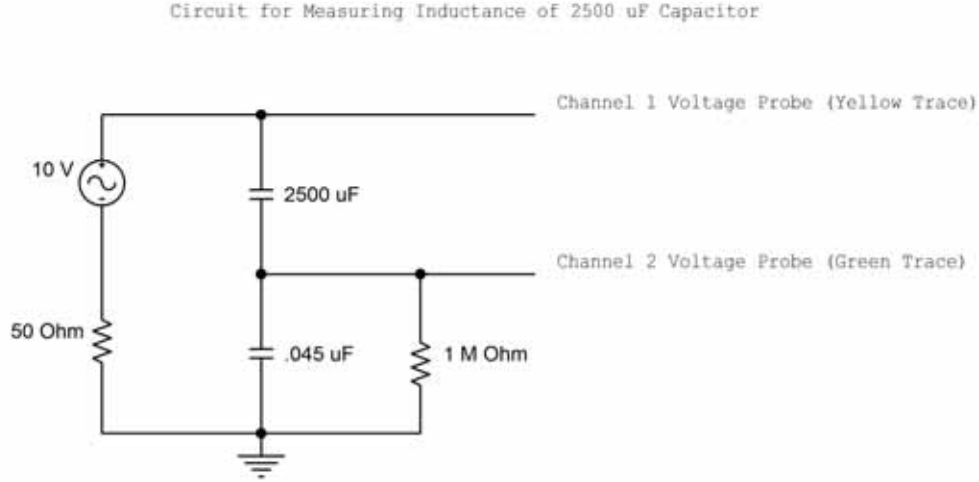 Circuit for Measuring Inductance of 2500 uF Capacitor
Channel 1 Voltage Probe (Yellow Trace)
10 V
2500 uF
Channel 2 Voltage Probe (Green Trace)
50 Ohm
.045 uF
1 M Ohm